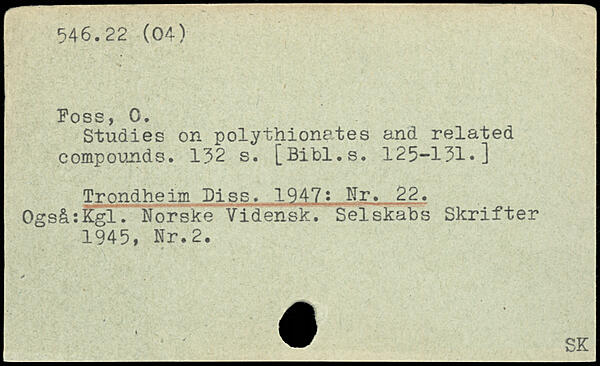 546.22 (04)
Foss, O.
Studies on polythionates and related
compounds. 132 s. [Bibl.s. 125-131.]
Trondheim Diss. 1947: Nr. 22.
Også:Kgl. Norske Vidensk. Selskabs Skrifter
1945, Nr.2.
SK